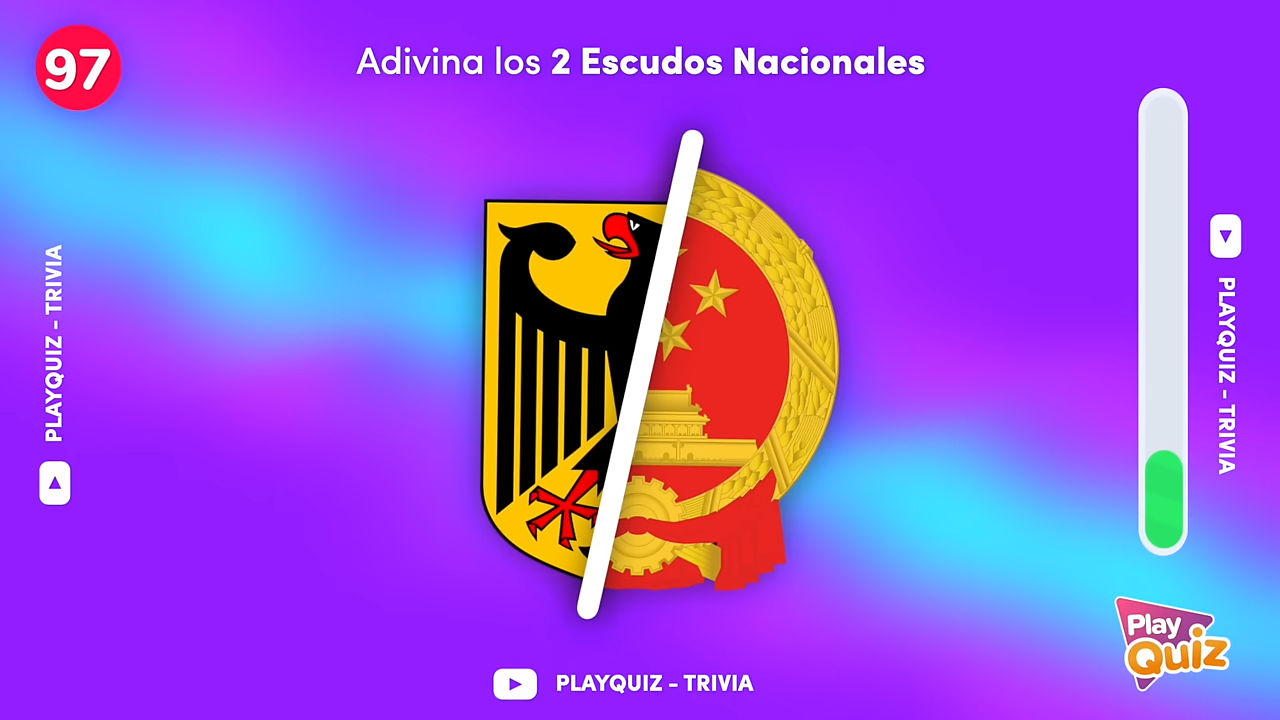 97
Adivina los 2 Escudos Nacionales
PLAYQUIZ - TRIVIA
PLAYQUIZ - TRIVIA
Play
Quiz
PLAYQUIZ - TRIVIA